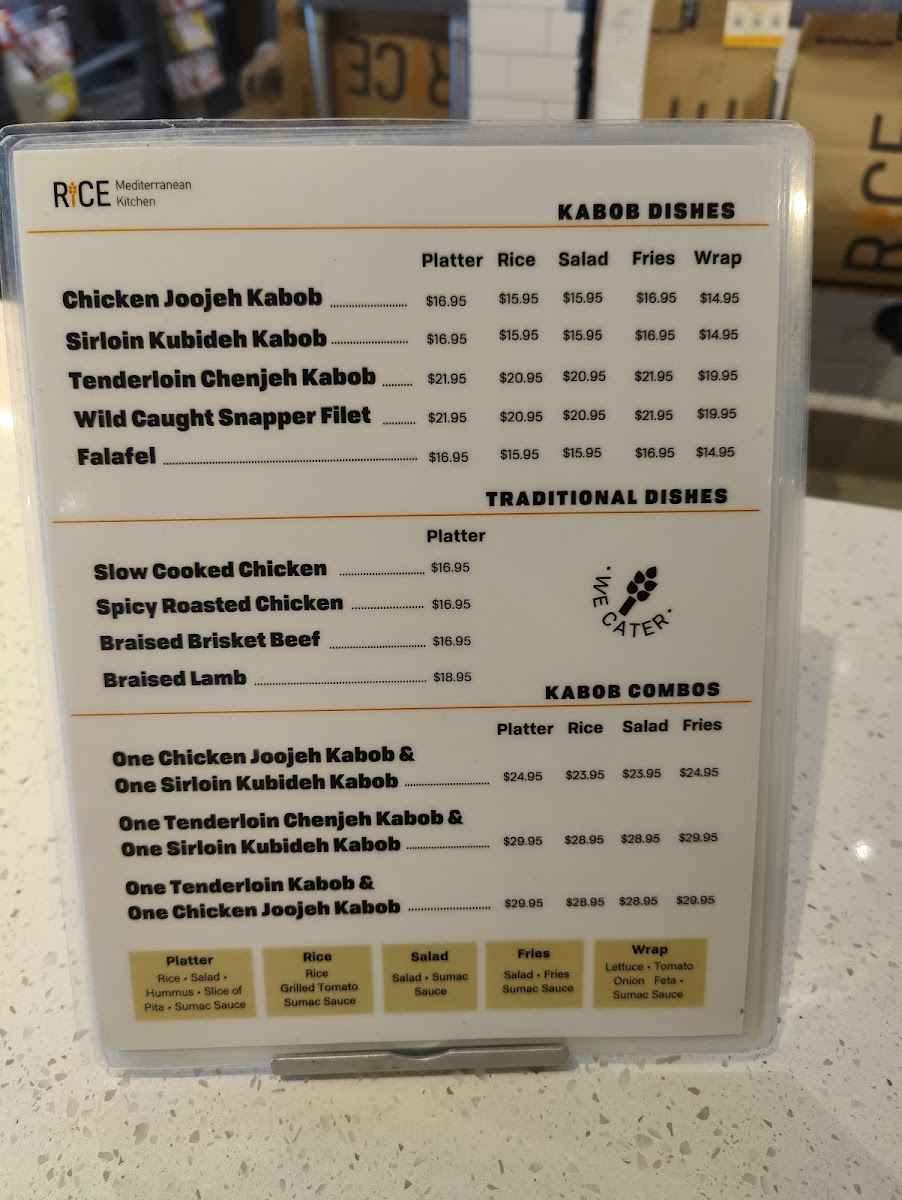 RICE
RICE Mediterranean
Kitchen
KABOB DISHES
Platter Rice Salad Fries Wrap
Chicken Joojeh Kabob $16.95 $15.95 $15.95 $16.95 $14.95
Sirloin Kubideh Kabob $16.95 $15.95 $15.95 $16.95 $14.95
Tenderloin Chenjeh Kabob $21.95 $20.95 $20.95 $21.95 $19.95
Wild Caught Snapper Filet $21.95 $20.95 $20.95 $21.95 $19.95
Falafel $16.95 $15.95 $15.95 $16.95 $14.95
TRADITIONAL DISHES
Platter
Slow Cooked Chicken $16.95
Spicy Roasted Chicken $16.95
Braised Brisket Beef $16.95
Braised Lamb $18.95
• WE CATER •
KABOB COMBOS
Platter Rice Salad Fries
One Chicken Joojeh Kabob &
One Sirloin Kubideh Kabob $24.95 $23.95 $23.95 $24.95
One Tenderloin Chenjeh Kabob &
One Sirloin Kubideh Kabob $29.95 $28.95 $28.95 $29.95
One Tenderloin Kabob &
One Chicken Joojeh Kabob $29.95 $28.95 $28.95 $29.95
Platter
Rice • Salad •
Hummus • Slice of
Pita • Sumac Sauce
Rice
Rice
Grilled Tomato
Sumac Sauce
Salad
Salad • Sumac
Sauce
Fries
Salad • Fries
Sumac Sauce
Wrap
Lettuce • Tomato
Onion Feta •
Sumac Sauce
RICE